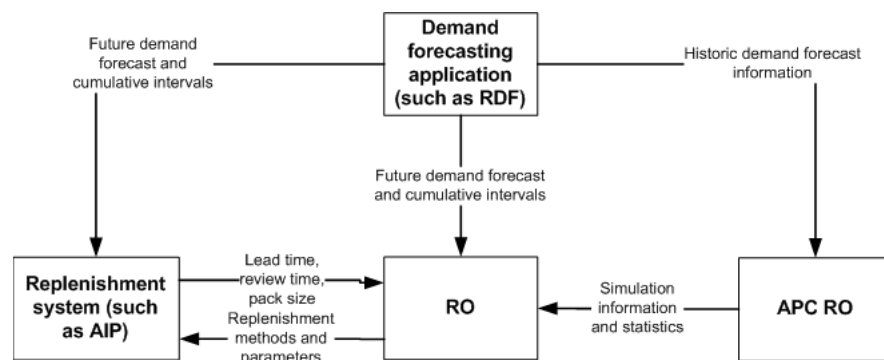 Future demand
forecast and
cumulative intervals
Demand
forecasting
application
(such as RDF)
Historic demand forecast
information
Future demand forecast
and cumulative intervals
Replenishment
system (such
as AIP)
Lead time,
review time,
pack size
Replenishment
methods and
parameters
RO
Simulation
information
and statistics
APC RO